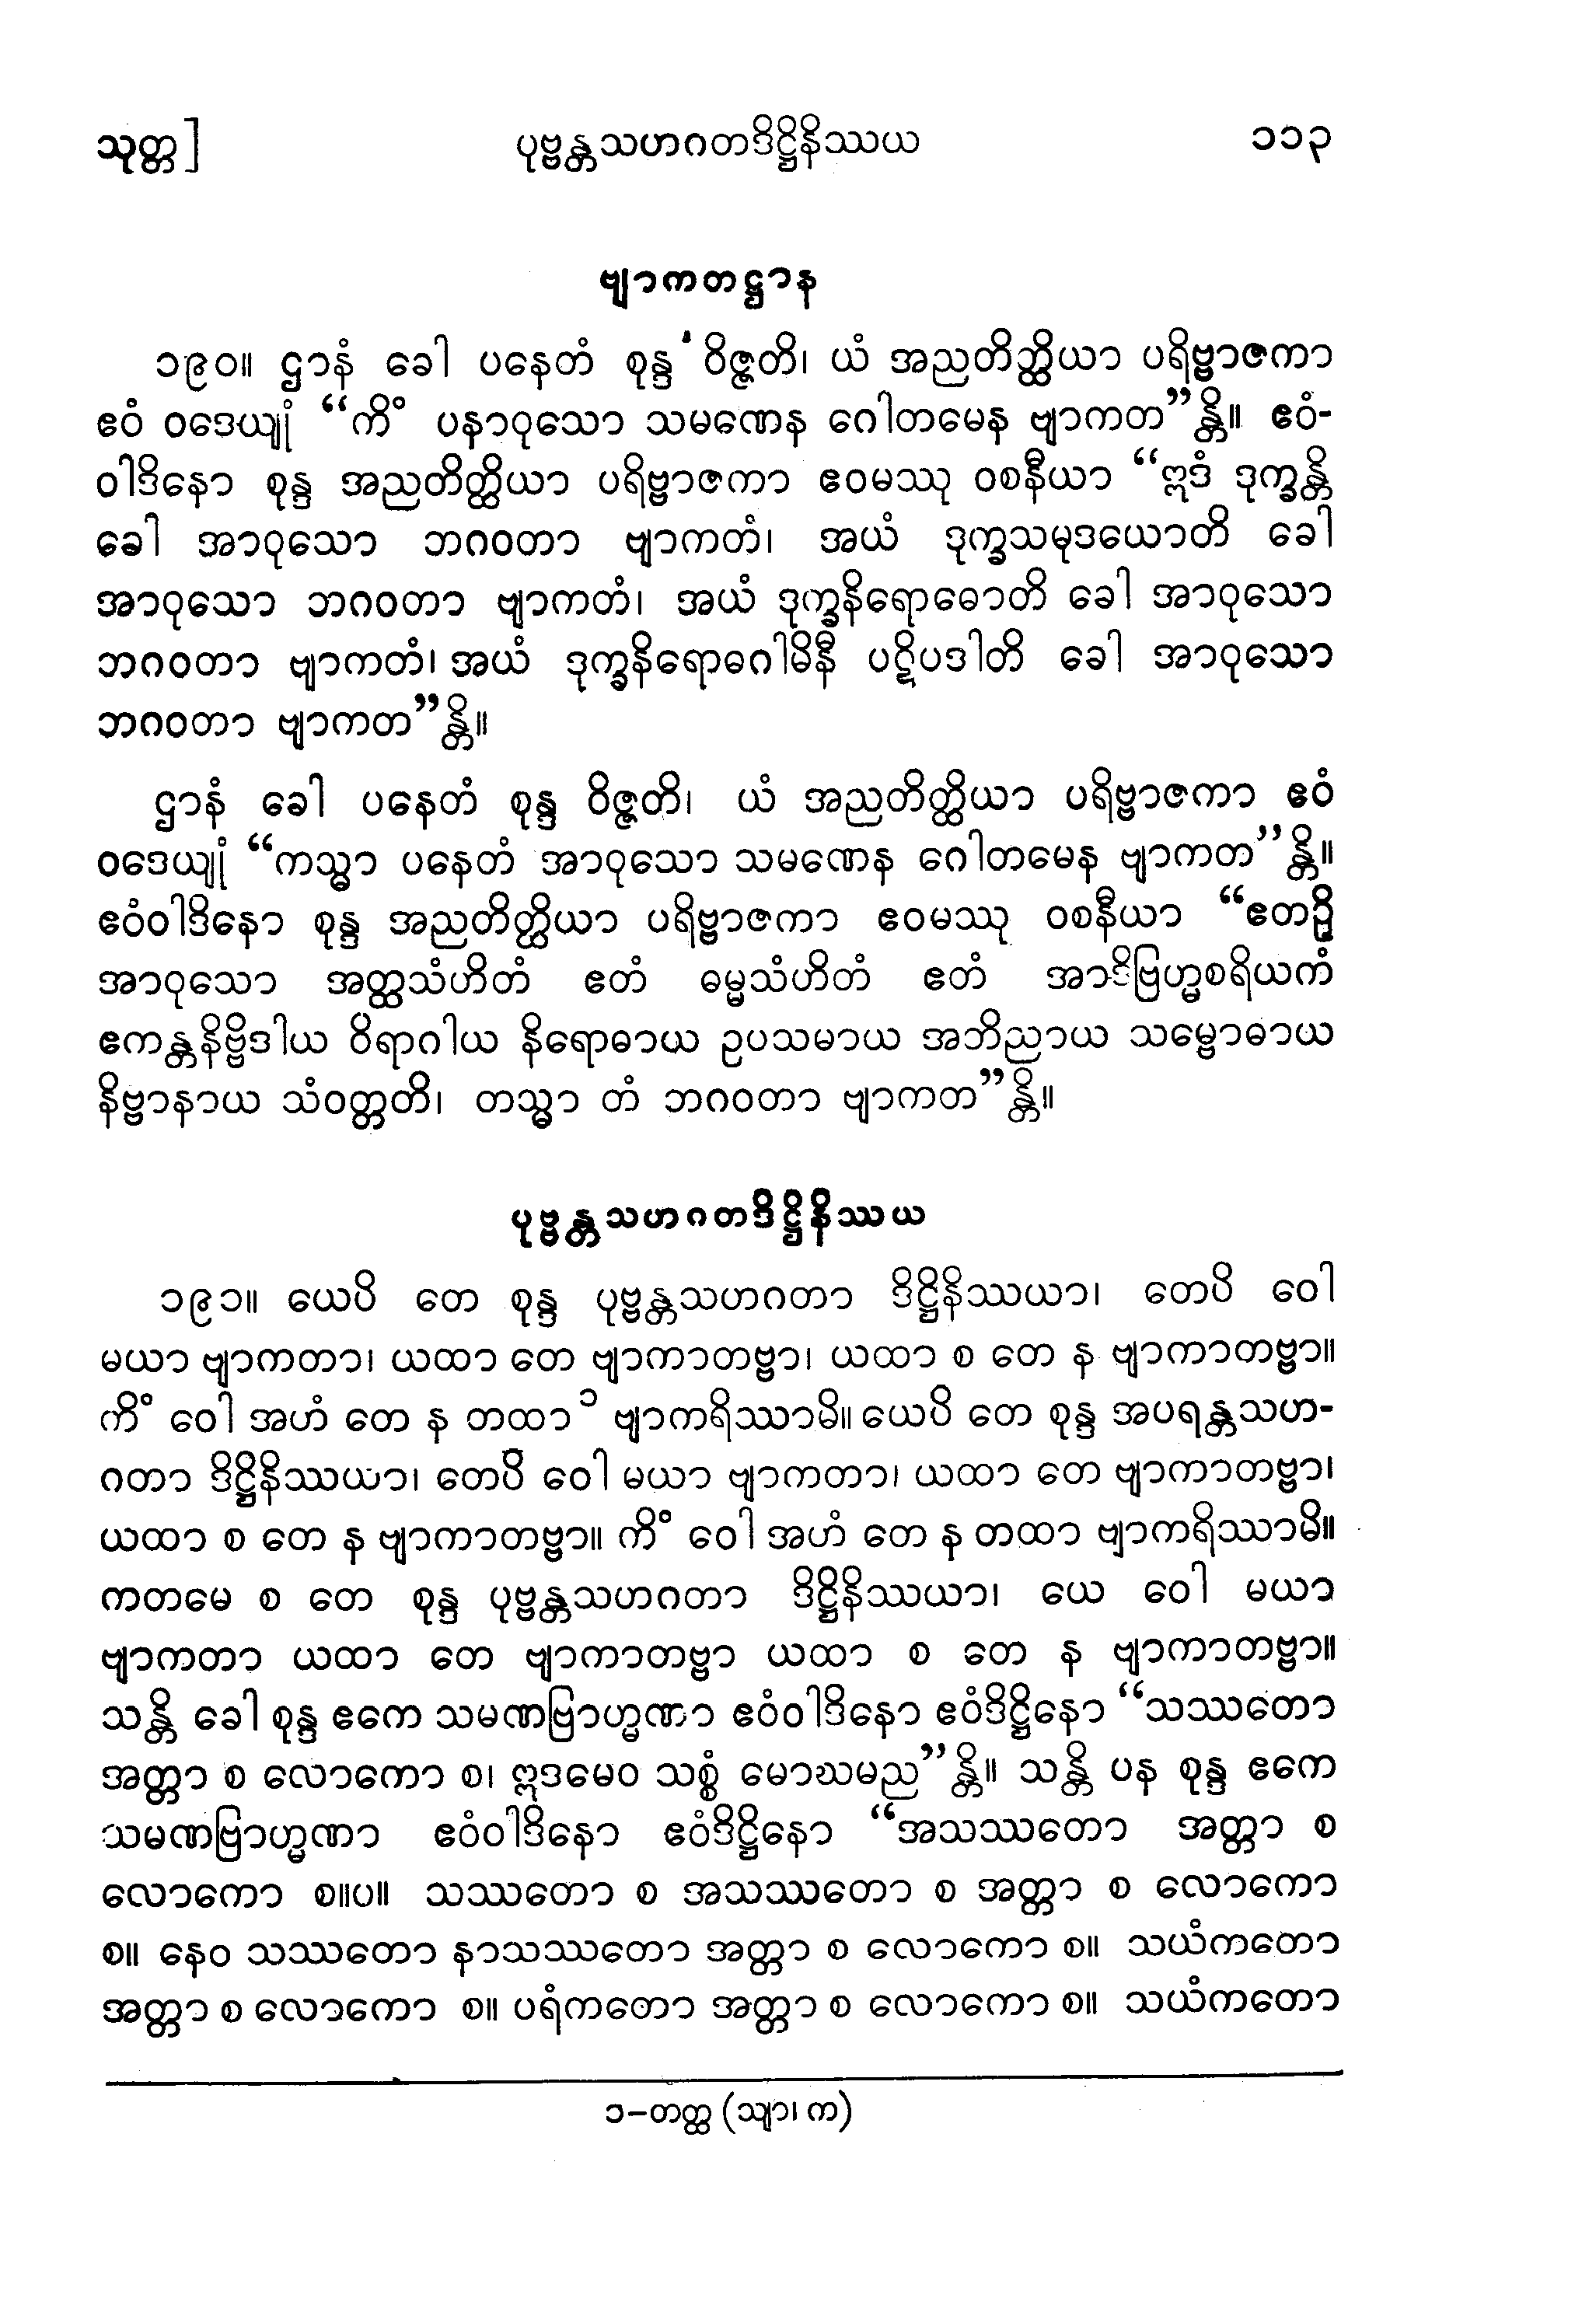 သုတ္တ]
ပုဗ္ဗန္တသဟဂတဒိဋ္ဌိနိဿယ
၁၁၃
ဗျာကတဋ္ဌာန
၁၉၀။ ဌာနံ ခေါ ပနေတံ စုန္ဒ ဝိဇ္ဇတိ၊ ယံ အညတိတ္ထိယာ ပရိဗ္ဗာဇကာ
ဧဝံ ဝဒေယျုံ “ကိံ ပနာဝုသော သမဏေန ဂေါတမေန ဗျာကတ”န္တိ။ ဧဝံ-
ဝါဒိနော စုန္ဒ အညတိတ္ထိယာ ပရိဗ္ဗာဇကာ ဧဝမဿု ဝစနီယာ “ဣဒံ ဒုက္ခန္တိ
ခေါ အာဝုသော ဘဂဝတာ ဗျာကတံ၊ အယံ ဒုက္ခသမုဒယောတိ ခေါ
အာဝုသော ဘဂဝတာ ဗျာကတံ၊ အယံ ဒုက္ခနိရောဓောတိ ခေါ အာဝုသော
ဘဂဝတာ ဗျာကတံ၊ အယံ ဒုက္ခနိရောဓဂါမိနီ ပဋိပဒါတိ ခေါ အာဝုသော
ဘဂဝတာ ဗျာကတ”န္တိ။
ဌာနံ ခေါ ပနေတံ စုန္ဒ ဝိဇ္ဇတိ၊ ယံ အညတိတ္ထိယာ ပရိဗ္ဗာဇကာ ဧဝံ
ဝဒေယျုံ “ကသ္မာ ပနေတံ အာဝုသော သမဏေန ဂေါတမေန ဗျာကတ”န္တိ။
ဧဝံဝါဒိနော စုန္ဒ အညတိတ္ထိယာ ပရိဗ္ဗာဇကာ ဧဝမဿု ဝစနီယာ “ဧတဉှိ
အာဝုသော အတ္ထသံဟိတံ ဧတံ ဓမ္မသံဟိတံ ဧတံ အာဒိဗြဟ္မစရိယကံ
ဧကန္တနိဗ္ဗိဒါယ ဝိရာဂါယ နိရောဓာယ ဥပသမာယ အဘိညာယ သမ္ဗောဓာယ
နိဗ္ဗာနာယ သံဝတ္တတိ၊ တသ္မာ တံ ဘဂဝတာ ဗျာကတ”န္တိ။
ပုဗ္ဗန္တသဟဂတဒိဋ္ဌိနိဿယ
၁၉၁။ ယေပိ တေ စုန္ဒ ပုဗ္ဗန္တသဟဂတာ ဒိဋ္ဌိနိဿယာ၊ တေပိ ဝေါ
မယာ ဗျာကတာ၊ ယထာ တေ ဗျာကာတဗ္ဗာ၊ ယထာ စ တေ န ဗျာကာတဗ္ဗာ။
ကိံ ဝေါ အဟံ တေ န တထာ ၁ ဗျာကရိဿာမိ။ ယေပိ တေ စုန္ဒ အပရန္တသဟ-
ဂတာ ဒိဋ္ဌိနိဿယာ၊ တေပိ ဝေါ မယာ ဗျာကတာ၊ ယထာ တေ ဗျာကာတဗ္ဗာ၊
ယထာ စ တေ န ဗျာကာတဗ္ဗာ။ ကိံ ဝေါ အဟံ တေ န တထာ ဗျာကရိဿာမိ။
ကတမေ စ တေ စုန္ဒ ပုဗ္ဗန္တသဟဂတာ ဒိဋ္ဌိနိဿယာ၊ ယေ ဝေါ မယာ
ဗျာကတာ ယထာ တေ ဗျာကာတဗ္ဗာ ယထာ စ တေ န ဗျာကာတဗ္ဗာ။
သန္တိ ခေါ စုန္ဒ ဧကေ သမဏဗြာဟ္မဏာ ဧဝံဝါဒိနော ဧဝံဒိဋ္ဌိနော “သဿတော
အတ္တာ စ လောကော စ၊ ဣဒမေဝ သစ္စံ မောဃမည”န္တိ။ သန္တိ ပန စုန္ဒ ဧကေ
သမဏဗြာဟ္မဏာ ဧဝံဝါဒိနော ဧဝံဒိဋ္ဌိနော “အသဿတော အတ္တာ စ
လောကော စ။ပ။ သဿတော စ အသဿတော စ အတ္တာ စ လောကော
စ။ နေဝ သဿတော နာသဿတော အတ္တာ စ လောကော စ။ သယံကတော
အတ္တာ စ လောကော စ။ ပရံကတော အတ္တာ စ လောကော စ။ သယံကတော
၁–တတ္ထ (သျာ၊ က)